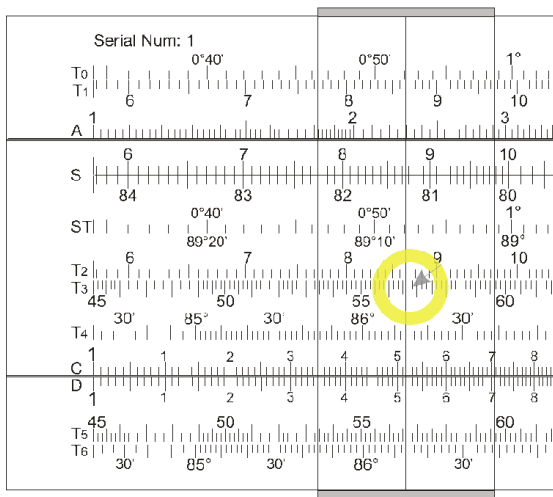 Serial Num: 1
T0 0°40' 0°50' 1°
T1 6 7 8 9 10
A 1 2 3
S 6 7 8 9 10
84 83 82 81 80
ST 0°40' 0°50' 1°
89°20' 89°10' 89°
T2 6 7 8 9 10
T3 45 50 55 60
T4 30' 85° 30' 86° 30'
C 1 1 2 3 4 5 6 7 8
D 1 1 2 3 4 5 6 7 8
T5 45 50 55 60
T6 30' 85° 30' 86° 30'